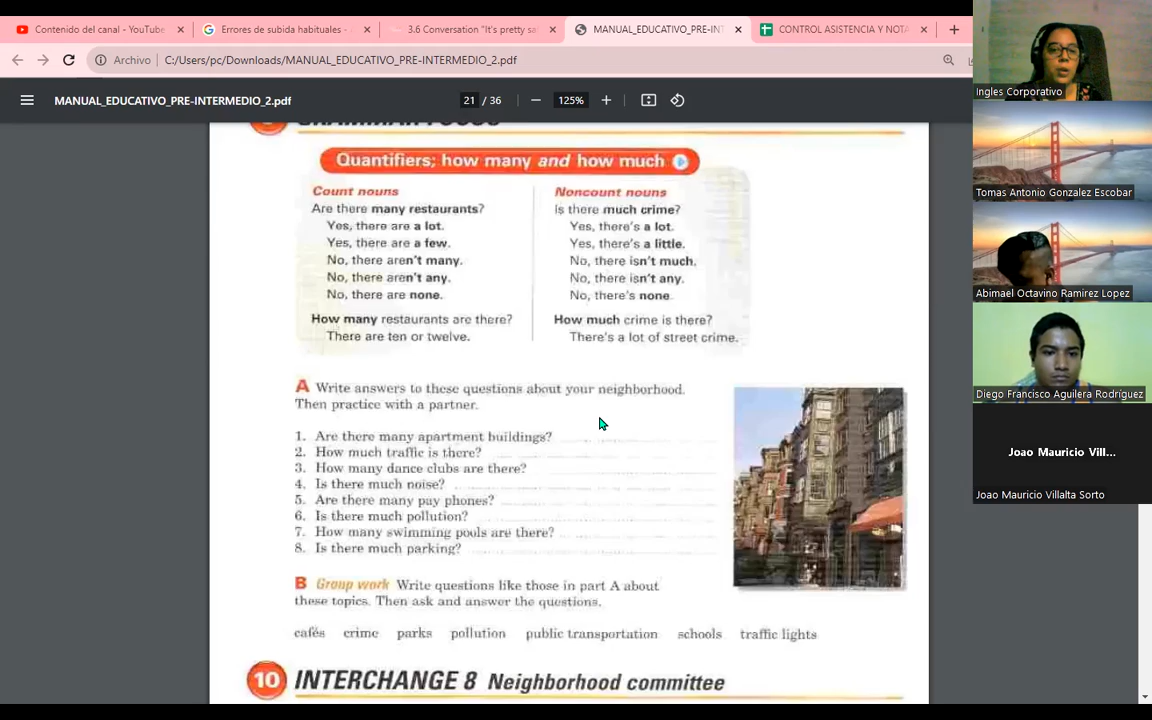 Contenido del canal - YouTube
Errores de subida habituales -
3.6 Conversation "It's pretty sa
MANUAL_EDUCATIVO_PRE-INT
CONTROL ASISTENCIA Y NOTA
Archivo
C:/Users/pc/Downloads/MANUAL_EDUCATIVO_PRE-INTERMEDIO_2.pdf
MANUAL_EDUCATIVO_PRE-INTERMEDIO_2.pdf
21 / 36
125%
GRAMMAR FOCUS
Quantifiers; how many and how much
Count nouns
Are there many restaurants?
Yes, there are a lot.
Yes, there are a few.
No, there aren't many.
No, there aren't any.
No, there are none.
How many restaurants are there?
There are ten or twelve.
Noncount nouns
Is there much crime?
Yes, there's a lot.
Yes, there's a little.
No, there isn't much.
No, there isn't any.
No, there's none.
How much crime is there?
There's a lot of street crime.
A Write answers to these questions about your neighborhood.
Then practice with a partner.
1. Are there many apartment buildings?
2. How much traffic is there?
3. How many dance clubs are there?
4. Is there much noise?
5. Are there many pay phones?
6. Is there much pollution?
7. How many swimming pools are there?
8. Is there much parking?
B Group work Write questions like those in part A about
these topics. Then ask and answer the questions.
cafés crime parks pollution public transportation schools traffic lights
10 INTERCHANGE 8 Neighborhood committee
Ingles Corporativo
Tomas Antonio Gonzalez Escobar
Abimael Octavino Ramirez Lopez
Diego Francisco Aguilera Rodríguez
Joao Mauricio Vill...
Joao Mauricio Villalta Sorto